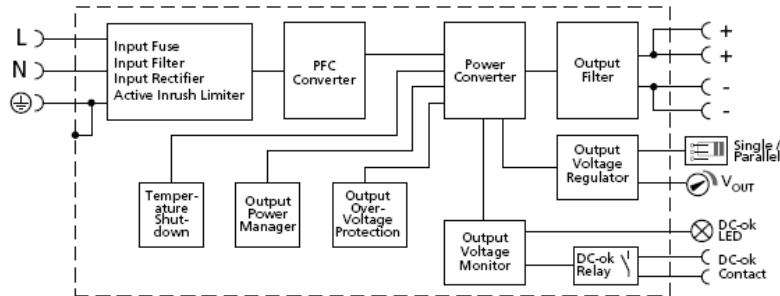 L
N
Input Fuse
Input Filter
Input Rectifier
Active Inrush Limiter
PFC
Converter
Power
Converter
Output
Filter
+
+
-
-
Temper-
ature
Shut-
down
Output
Power
Manager
Output
Over-
Voltage
Protection
Output
Voltage
Regulator
Single /
Parallel
VOUT
Output
Voltage
Monitor
DC-ok
LED
DC-ok
Relay
DC-ok
Contact